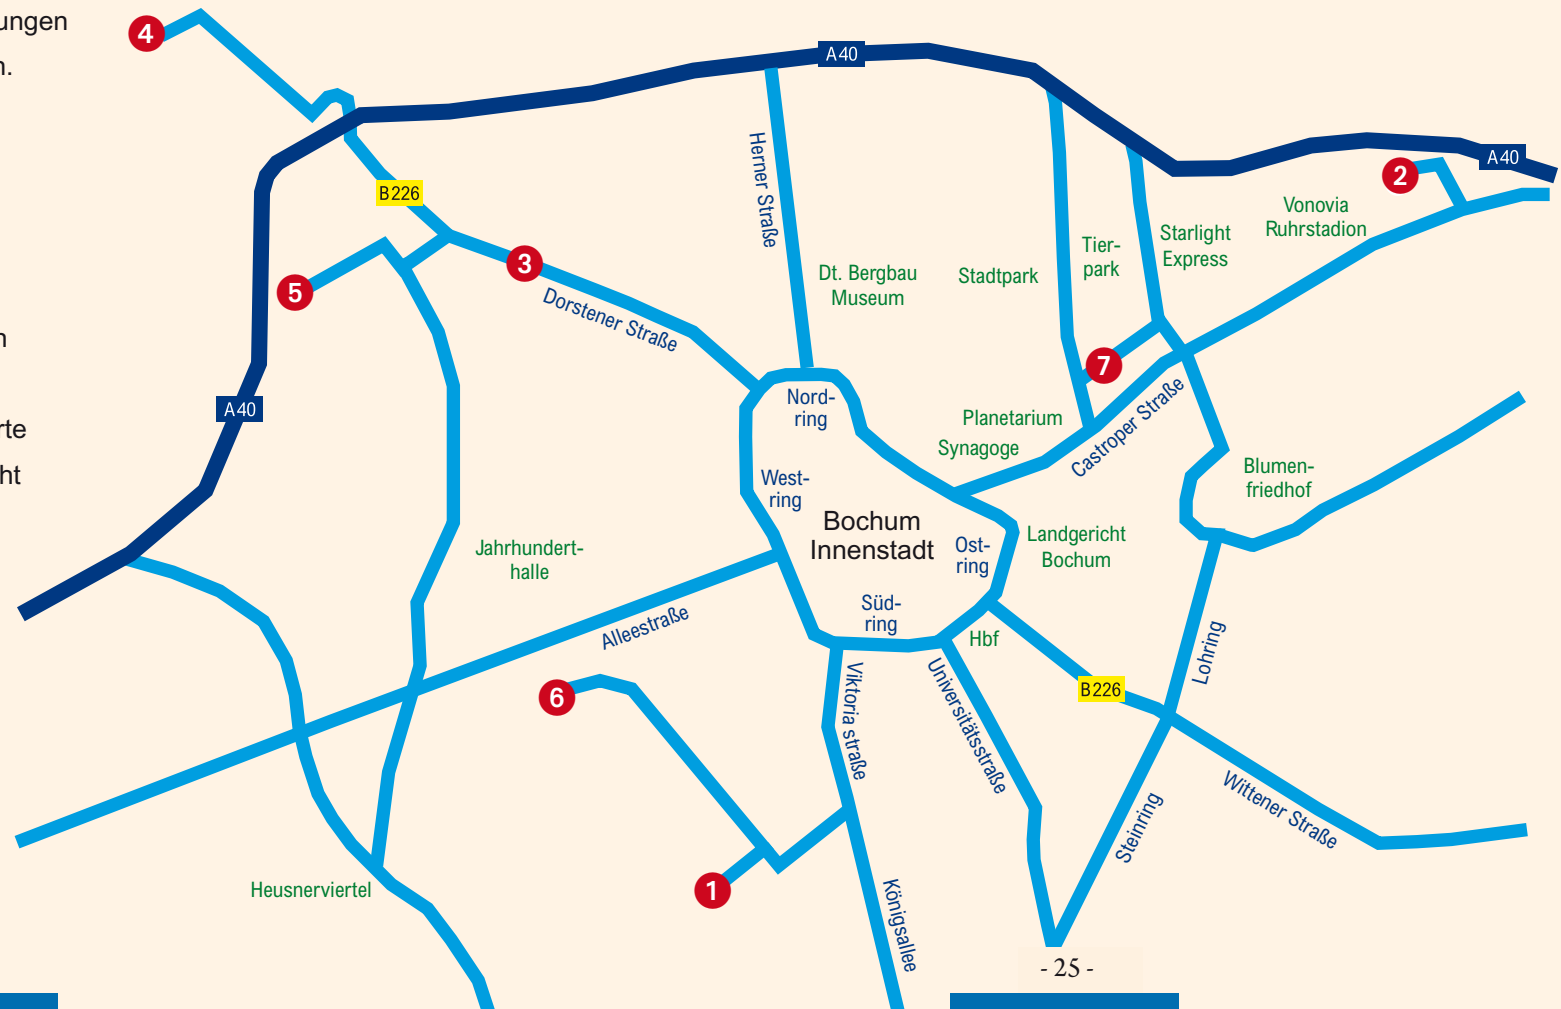 ungen
n.
n
rte
ht
4
A40
A40
2
Herner Straße
B226
Vonovia
Ruhrstadion
Starlight
Express
Tier-
park
3
5
Dt. Bergbau
Museum
Stadtpark
Dorstener Straße
7
A40
Nord-
ring
Planetarium
Synagoge
Castroper Straße
West-
ring
Blumen-
friedhof
Bochum
Innenstadt
Ost-
ring
Landgericht
Bochum
Jahrhundert-
halle
Süd-
ring
Alleestraße
Hbf
Lohring
6
B226
Viktoria straße
Universitätsstraße
Wittener Straße
Steinring
Heusnerviertel
1
Königsallee
- 25 -